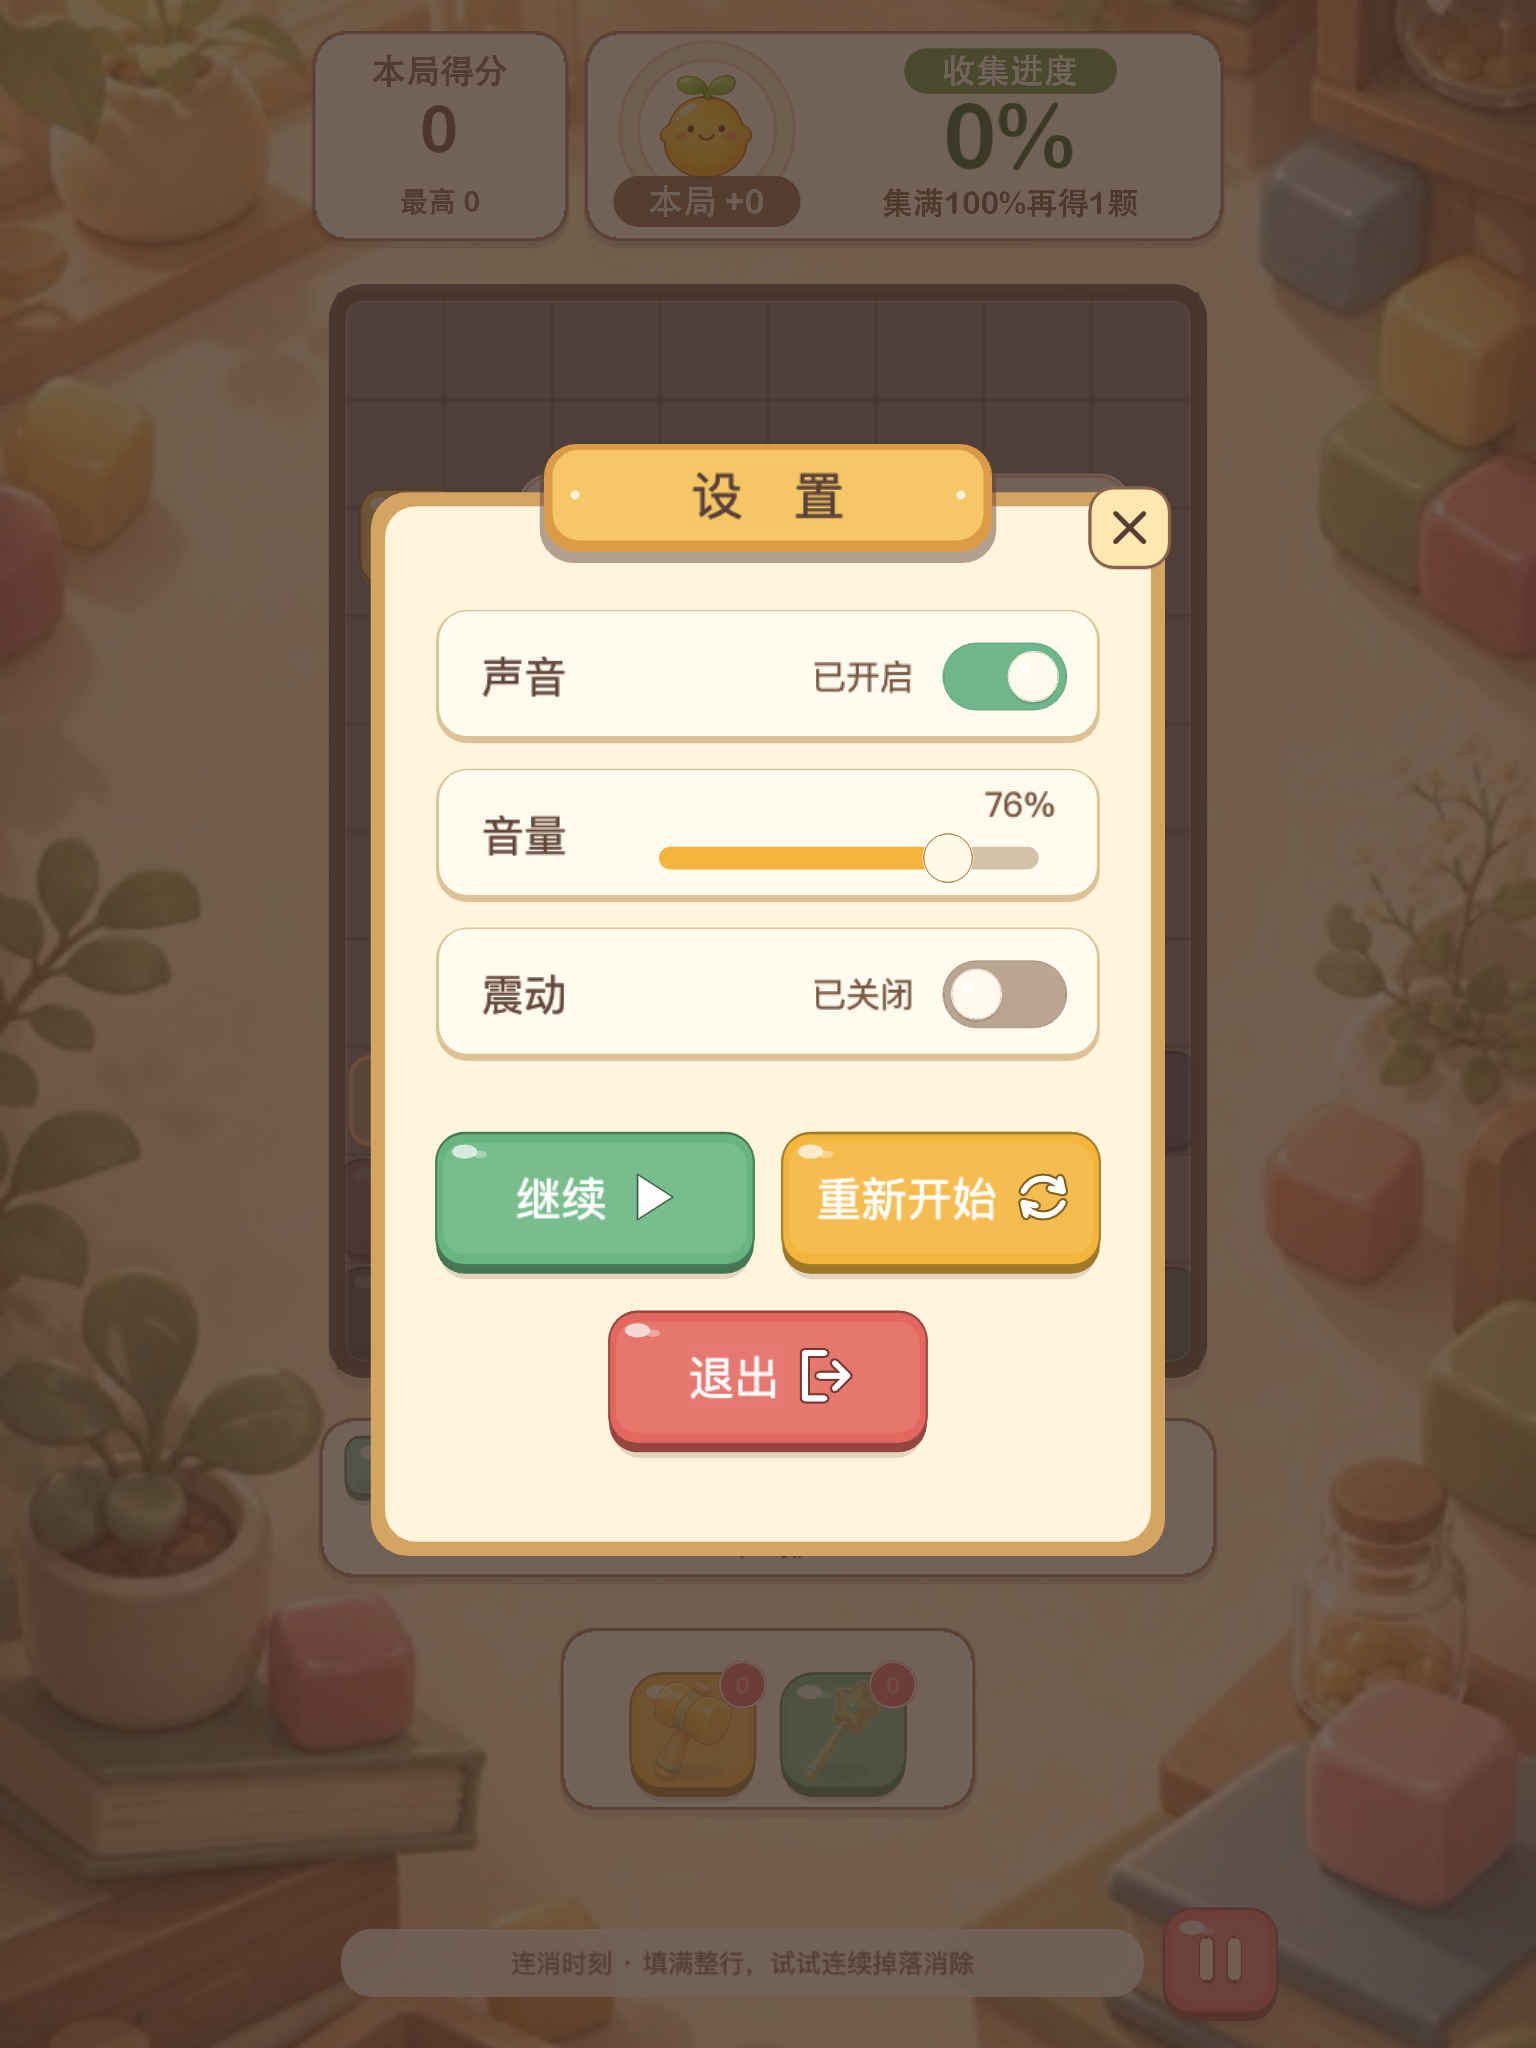 本局得分
0
最高 0
本局 +0
收集进度
0%
集满100%再得1颗
设 置
声音
已开启
音量
76%
震动
已关闭
继续
重新开始
退出
0
0
连消时刻 · 填满整行，试试连续掉落消除